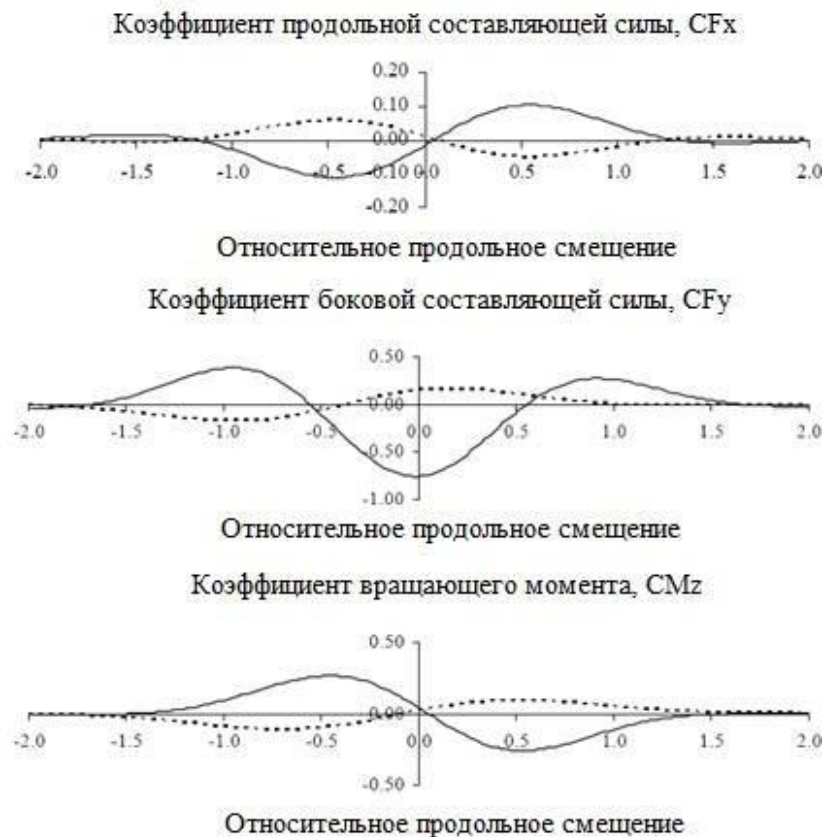 Коэффициент продольной составляющей силы, CFx
0.20
0.10
0.00
-2.0 -1.5 -1.0 -0.5 -0.10 0.0 0.5 1.0 1.5 2.0
-0.20
Относительное продольное смещение
Коэффициент боковой составляющей силы, CFy
0.50
0.00
-2.0 -1.5 -1.0 -0.5 0.0 0.5 1.0 1.5 2.0
-0.50
-1.00
Относительное продольное смещение
Коэффициент вращающего момента, CMz
0.50
0.00
-2.0 -1.5 -1.0 -0.5 0.0 0.5 1.0 1.5 2.0
-0.50
Относительное продольное смещение